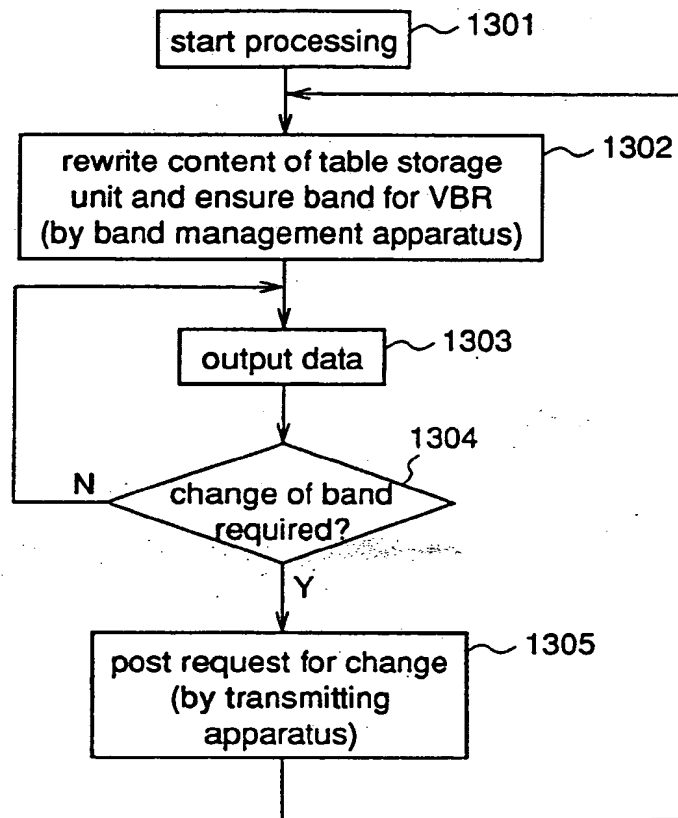 start processing
1301
rewrite content of table storage
unit and ensure band for VBR
(by band management apparatus)
1302
output data
1303
1304
change of band
required?
N
Y
post request for change
(by transmitting
apparatus)
1305